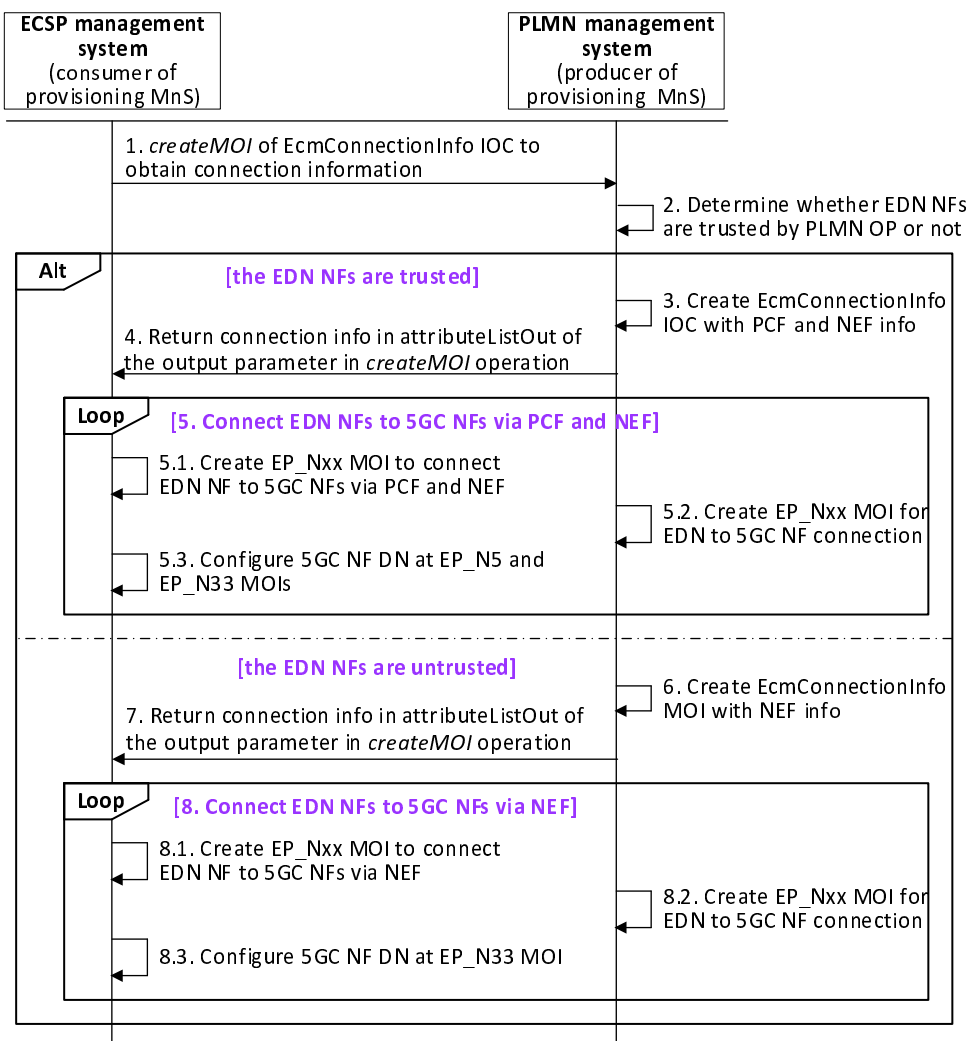 ECSP management
system
(consumer of
provisioning MnS)
PLMN management
system
(producer of
provisioning MnS)
1. createMOI of EcmConnectionInfo IOC to
obtain connection information
2. Determine whether EDN NFs
are trusted by PLMN OP or not
Alt
[the EDN NFs are trusted]
3. Create EcmConnectionInfo
IOC with PCF and NEF info
4. Return connection info in attributeListOut of
the output parameter in createMOI operation
Loop
[5. Connect EDN NFs to 5GC NFs via PCF and NEF]
5.1. Create EP_Nxx MOI to connect
EDN NF to 5GC NFs via PCF and NEF
5.2. Create EP_Nxx MOI for
EDN to 5GC NF connection
5.3. Configure 5GC NF DN at EP_N5 and
EP_N33 MOIs
[the EDN NFs are untrusted]
6. Create EcmConnectionInfo
MOI with NEF info
7. Return connection info in attributeListOut of
the output parameter in createMOI operation
Loop
[8. Connect EDN NFs to 5GC NFs via NEF]
8.1. Create EP_Nxx MOI to connect
EDN NF to 5GC NFs via NEF
8.2. Create EP_Nxx MOI for
EDN to 5GC NF connection
8.3. Configure 5GC NF DN at EP_N33 MOI